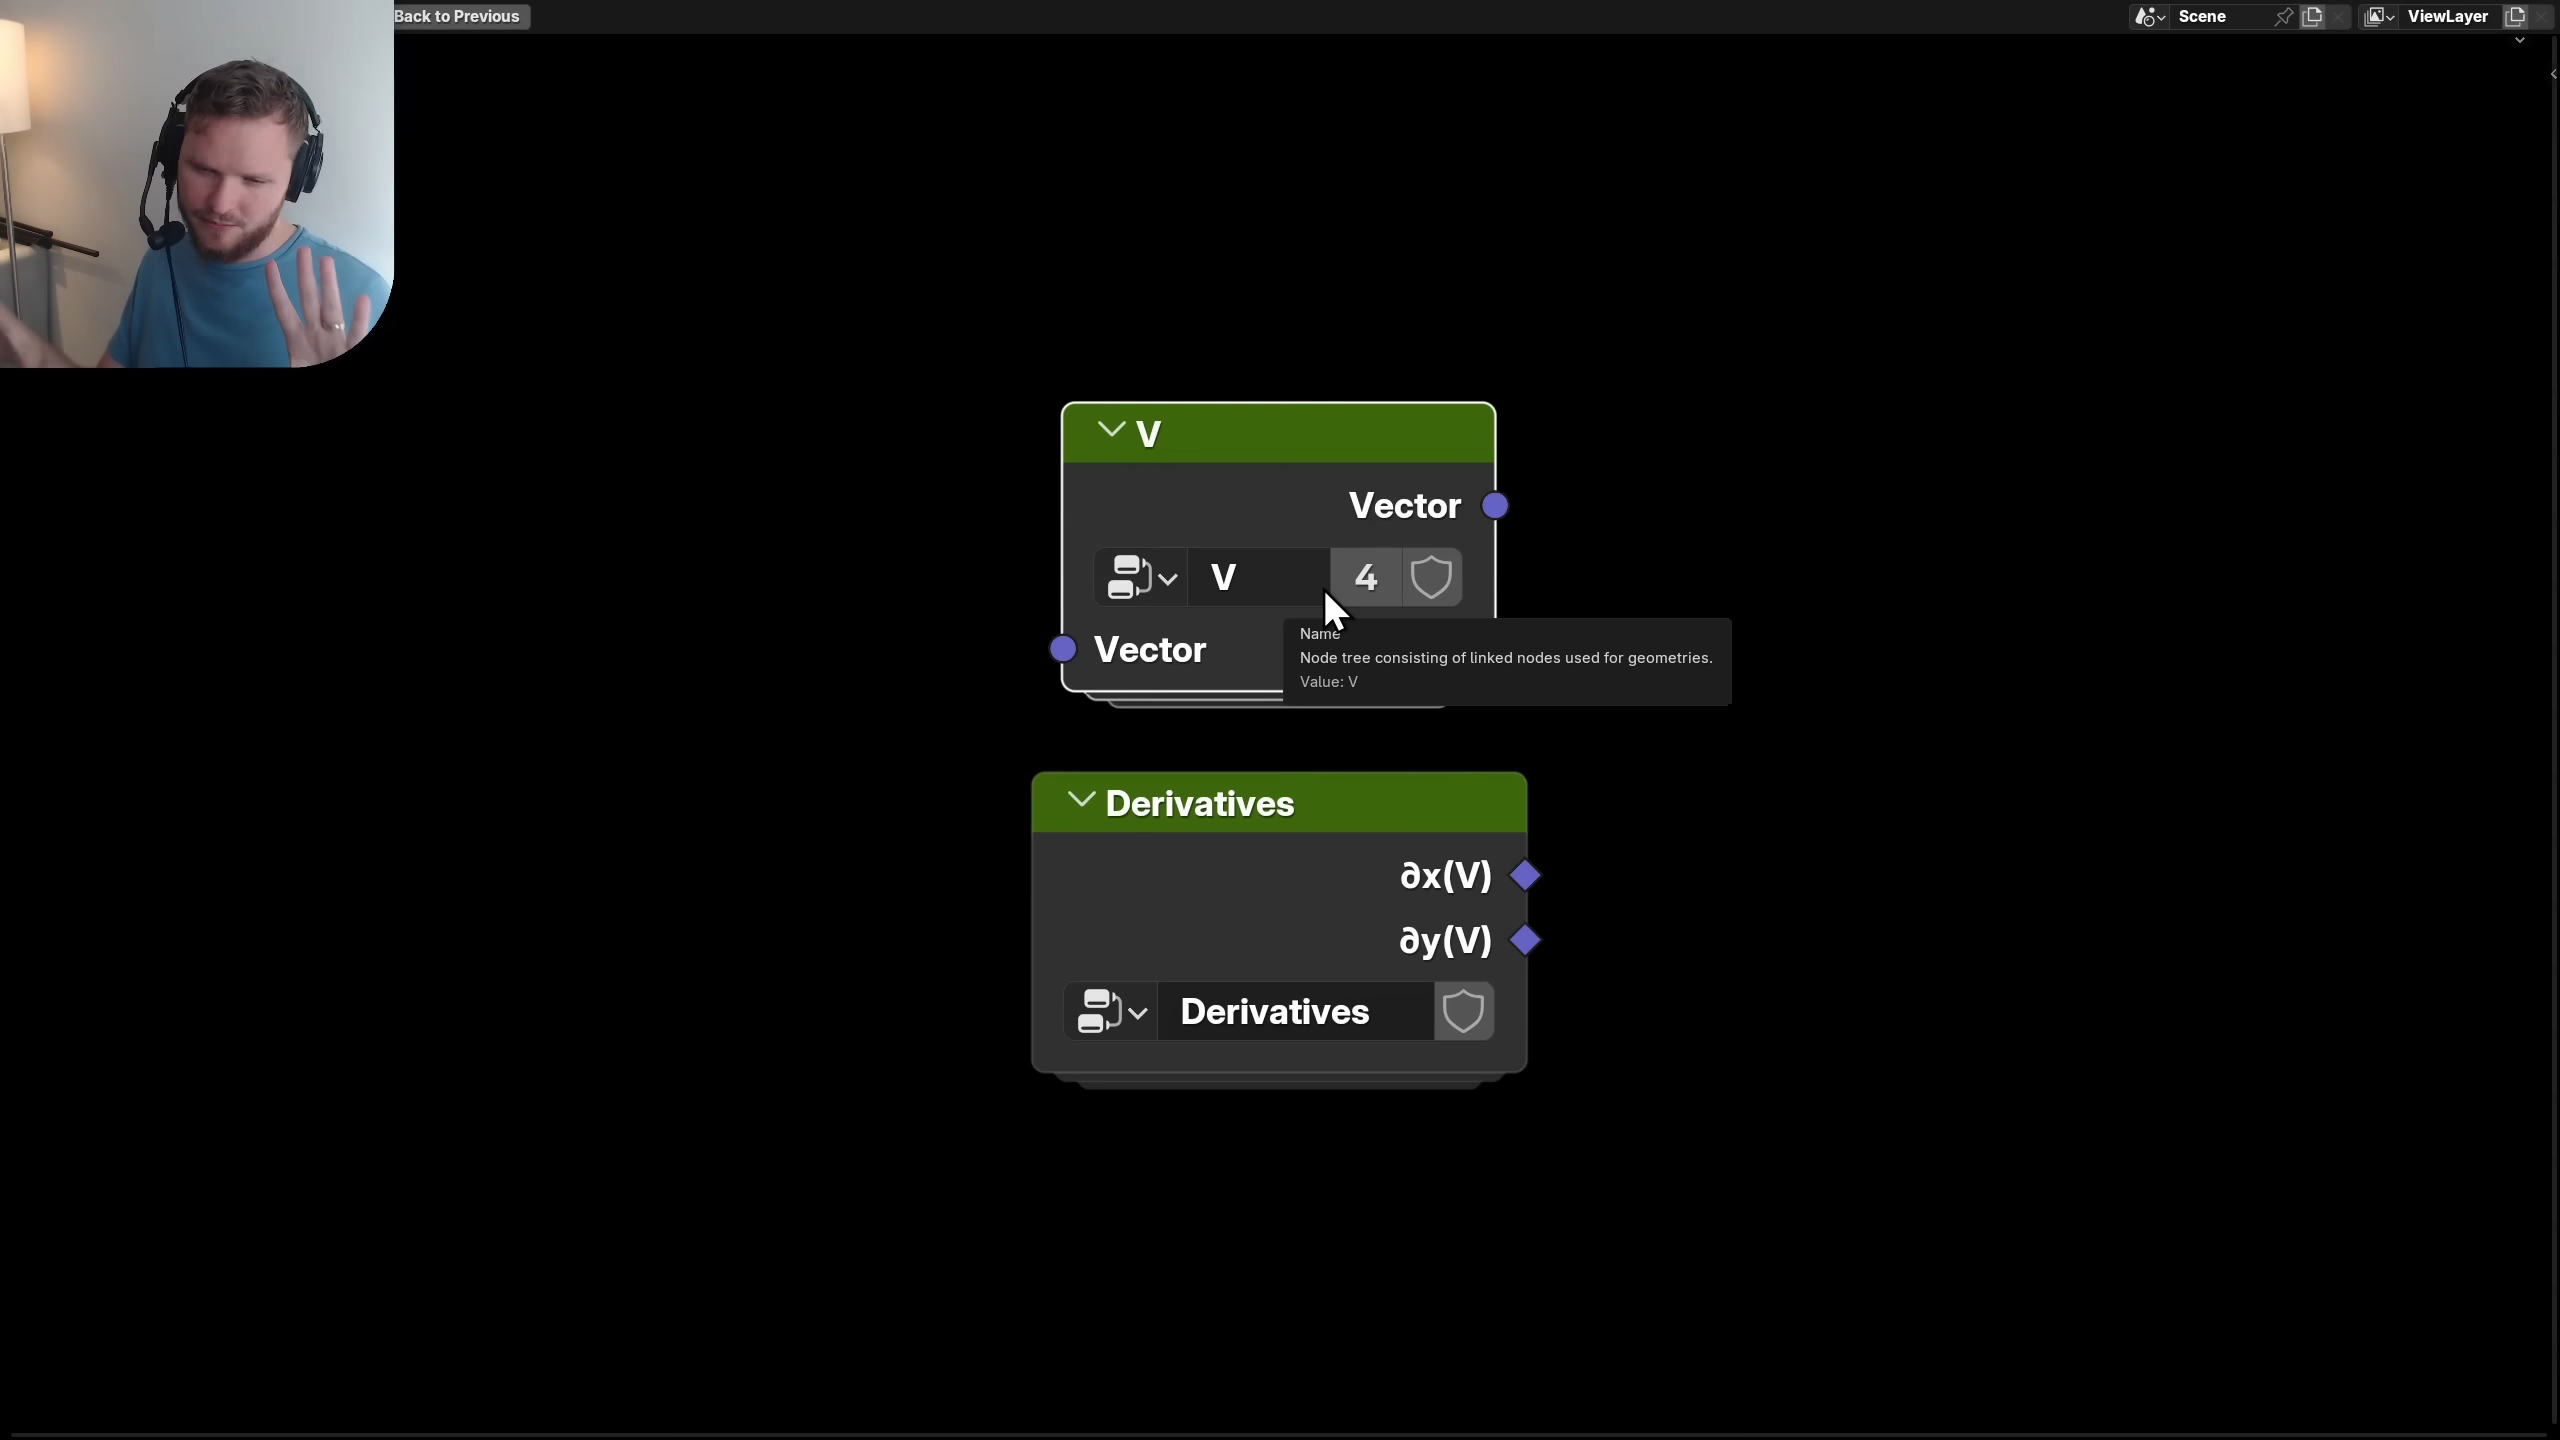 Back to Previous
Scene
ViewLayer
V
Vector
V
4
Vector
Name
Node tree consisting of linked nodes used for geometries.
Value: V
Derivatives
∂x(V)
∂y(V)
Derivatives